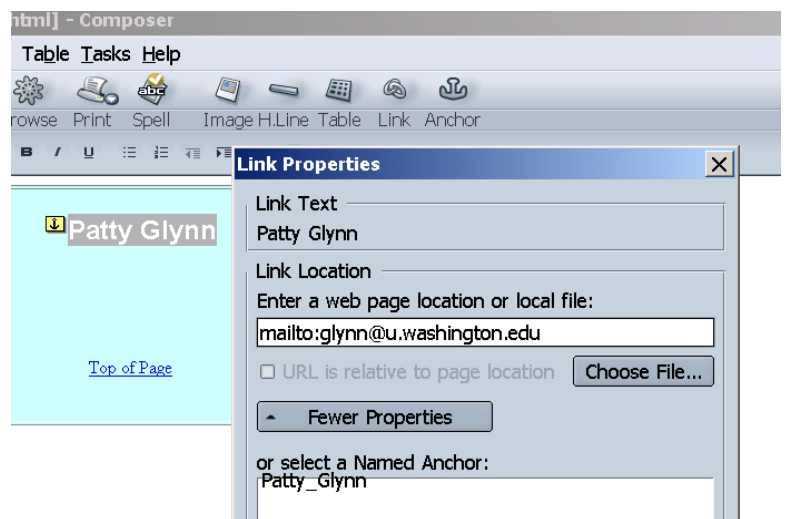 html] - Composer
Table Tasks Help
rowse Print Spell Image H.Line Table Link Anchor
B I U
Link Properties
Link Text
Patty Glynn
Patty Glynn
Link Location
Enter a web page location or local file:
mailto:glynn@u.washington.edu
URL is relative to page location Choose File...
Top of Page
Fewer Properties
or select a Named Anchor:
Patty_Glynn